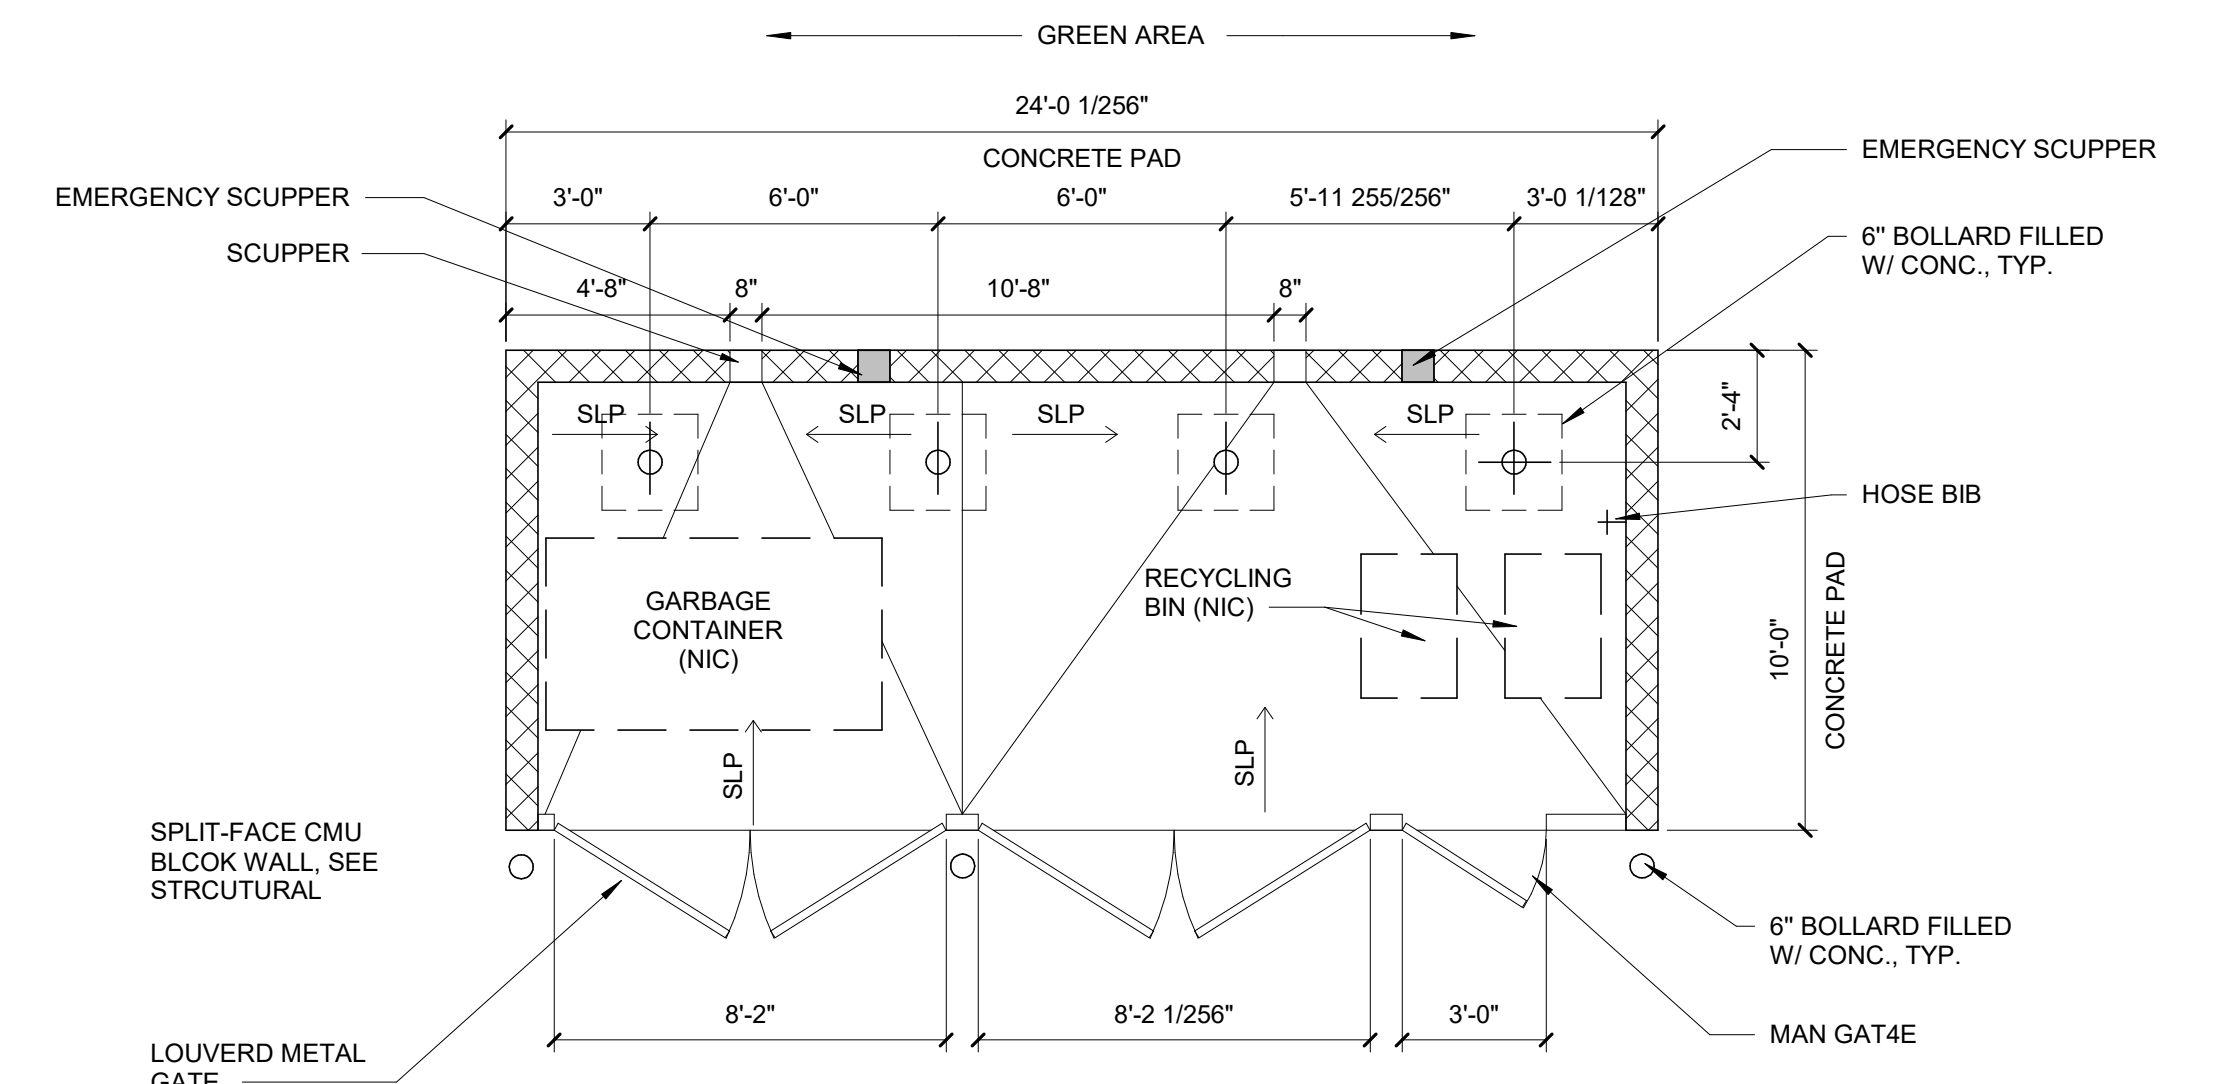 GREEN AREA
24'-0 1/256"
CONCRETE PAD
EMERGENCY SCUPPER
EMERGENCY SCUPPER
3'-0"
6'-0"
6'-0"
5'-11 255/256"
3'-0 1/128"
SCUPPER
6" BOLLARD FILLED
W/ CONC., TYP.
4'-8"
8"
10'-8"
8"
SLP
SLP
SLP
SLP
2'-4"
HOSE BIB
GARBAGE
CONTAINER
(NIC)
RECYCLING
BIN (NIC)
10'-0"
CONCRETE PAD
SLP
SLP
SPLIT-FACE CMU
BLCOK WALL, SEE
STRCUTURAL
6" BOLLARD FILLED
W/ CONC., TYP.
8'-2"
8'-2 1/256"
3'-0"
MAN GAT4E
LOUVERD METAL
GATE